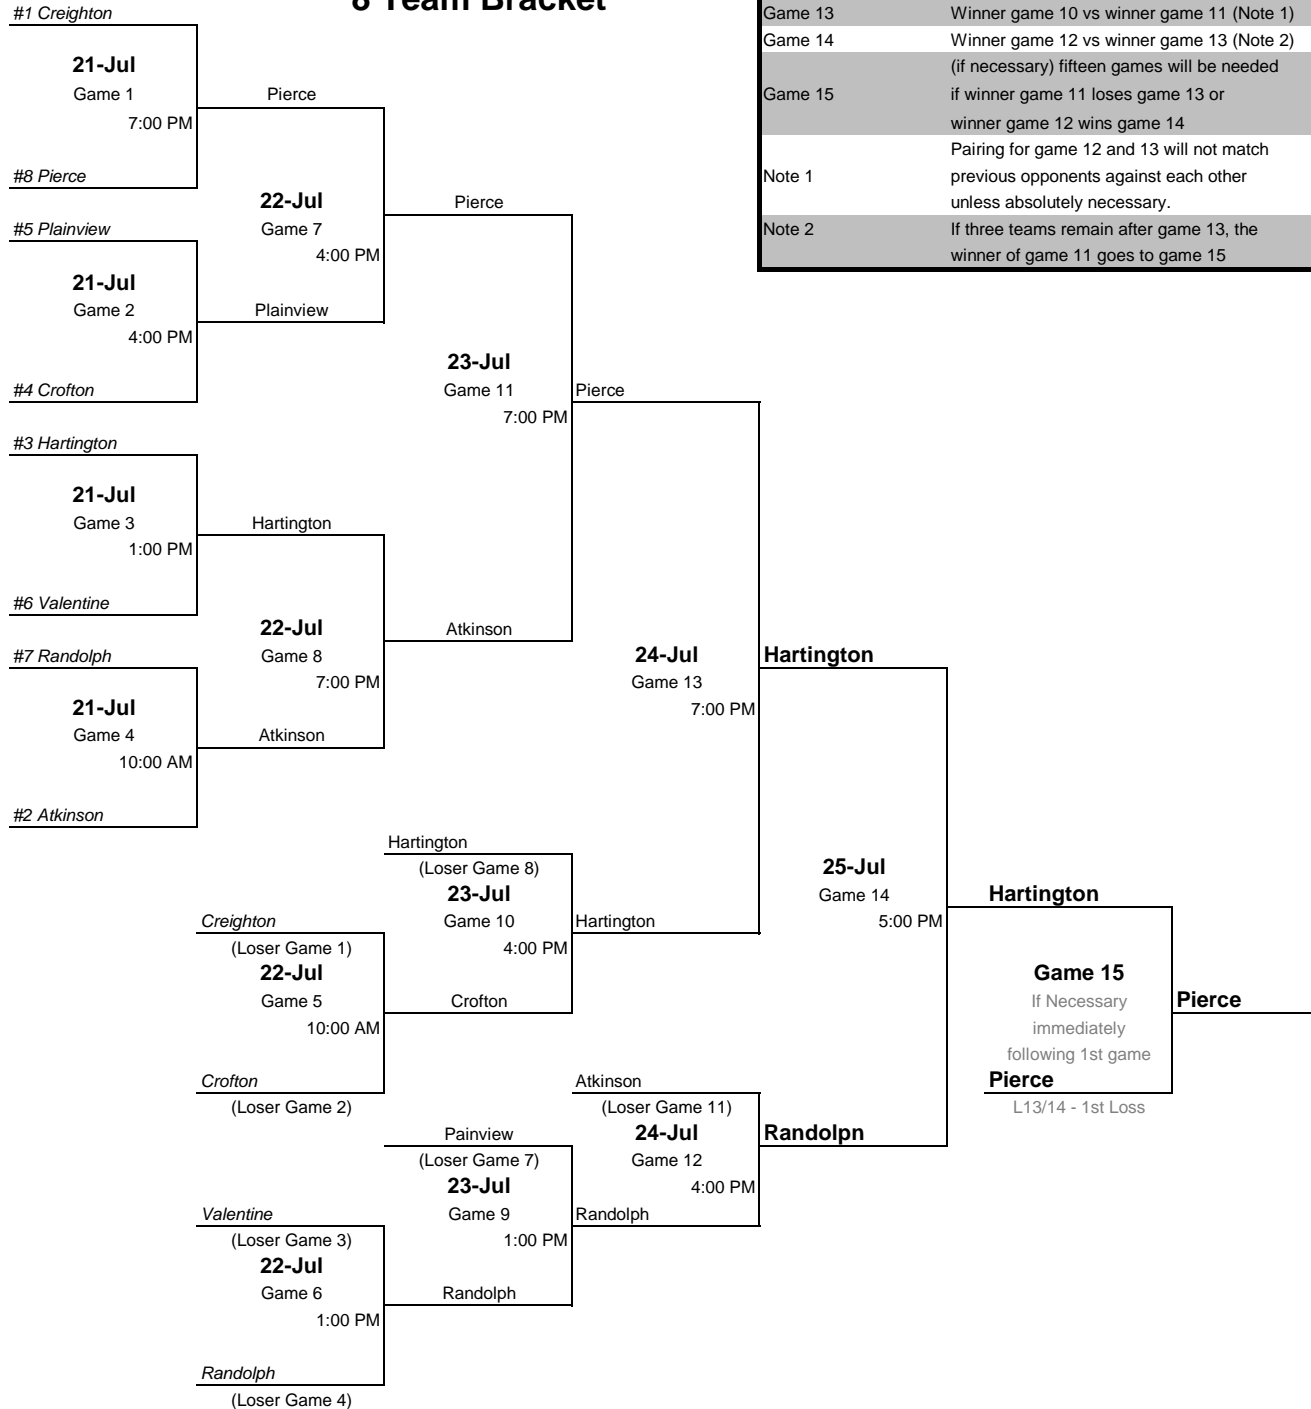 8 Team Bracket
#1 Creighton
21-Jul
Game 1
7:00 PM
#8 Pierce
Pierce
22-Jul
Game 7
4:00 PM
#5 Plainview
21-Jul
Game 2
4:00 PM
#4 Crofton
Plainview
Pierce
23-Jul
Game 11
7:00 PM
#3 Hartington
21-Jul
Game 3
1:00 PM
#6 Valentine
Hartington
22-Jul
Game 8
7:00 PM
#7 Randolph
21-Jul
Game 4
10:00 AM
#2 Atkinson
Atkinson
Atkinson
Pierce
24-Jul
Game 13
7:00 PM
Hartington
(Loser Game 8)
23-Jul
Game 10
4:00 PM
Hartington
Creighton
(Loser Game 1)
22-Jul
Game 5
10:00 AM
Crofton
Crofton
(Loser Game 2)
Hartington
25-Jul
Game 14
5:00 PM
Hartington
Game 15
If Necessary
immediately
following 1st game
Pierce
Pierce
L13/14 - 1st Loss
Atkinson
(Loser Game 11)
24-Jul
Game 12
4:00 PM
Randolpn
Painview
(Loser Game 7)
23-Jul
Game 9
1:00 PM
Randolph
Valentine
(Loser Game 3)
22-Jul
Game 6
1:00 PM
Randolph
Randolph
(Loser Game 4)
Game 13 Winner game 10 vs winner game 11 (Note 1)
Game 14 Winner game 12 vs winner game 13 (Note 2)
(if necessary) fifteen games will be needed
Game 15 if winner game 11 loses game 13 or
winner game 12 wins game 14
Pairing for game 12 and 13 will not match
Note 1 previous opponents against each other
unless absolutely necessary.
Note 2 If three teams remain after game 13, the
winner of game 11 goes to game 15